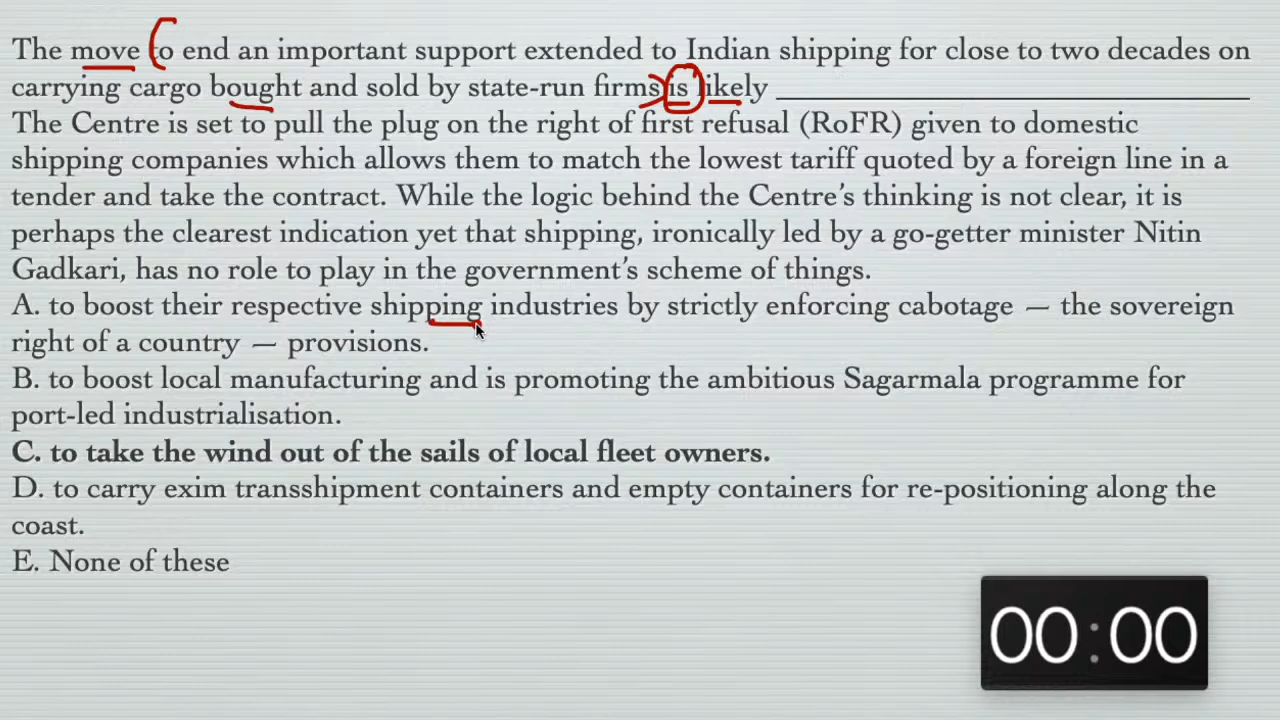 The move to end an important support extended to Indian shipping for close to two decades on
carrying cargo bought and sold by state-run firms is likely ______________________________
The Centre is set to pull the plug on the right of first refusal (RoFR) given to domestic
shipping companies which allows them to match the lowest tariff quoted by a foreign line in a
tender and take the contract. While the logic behind the Centre’s thinking is not clear, it is
perhaps the clearest indication yet that shipping, ironically led by a go-getter minister Nitin
Gadkari, has no role to play in the government’s scheme of things.
A. to boost their respective shipping industries by strictly enforcing cabotage — the sovereign
right of a country — provisions.
B. to boost local manufacturing and is promoting the ambitious Sagarmala programme for
port-led industrialisation.
C. to take the wind out of the sails of local fleet owners.
D. to carry exim transshipment containers and empty containers for re-positioning along the
coast.
E. None of these
00:00